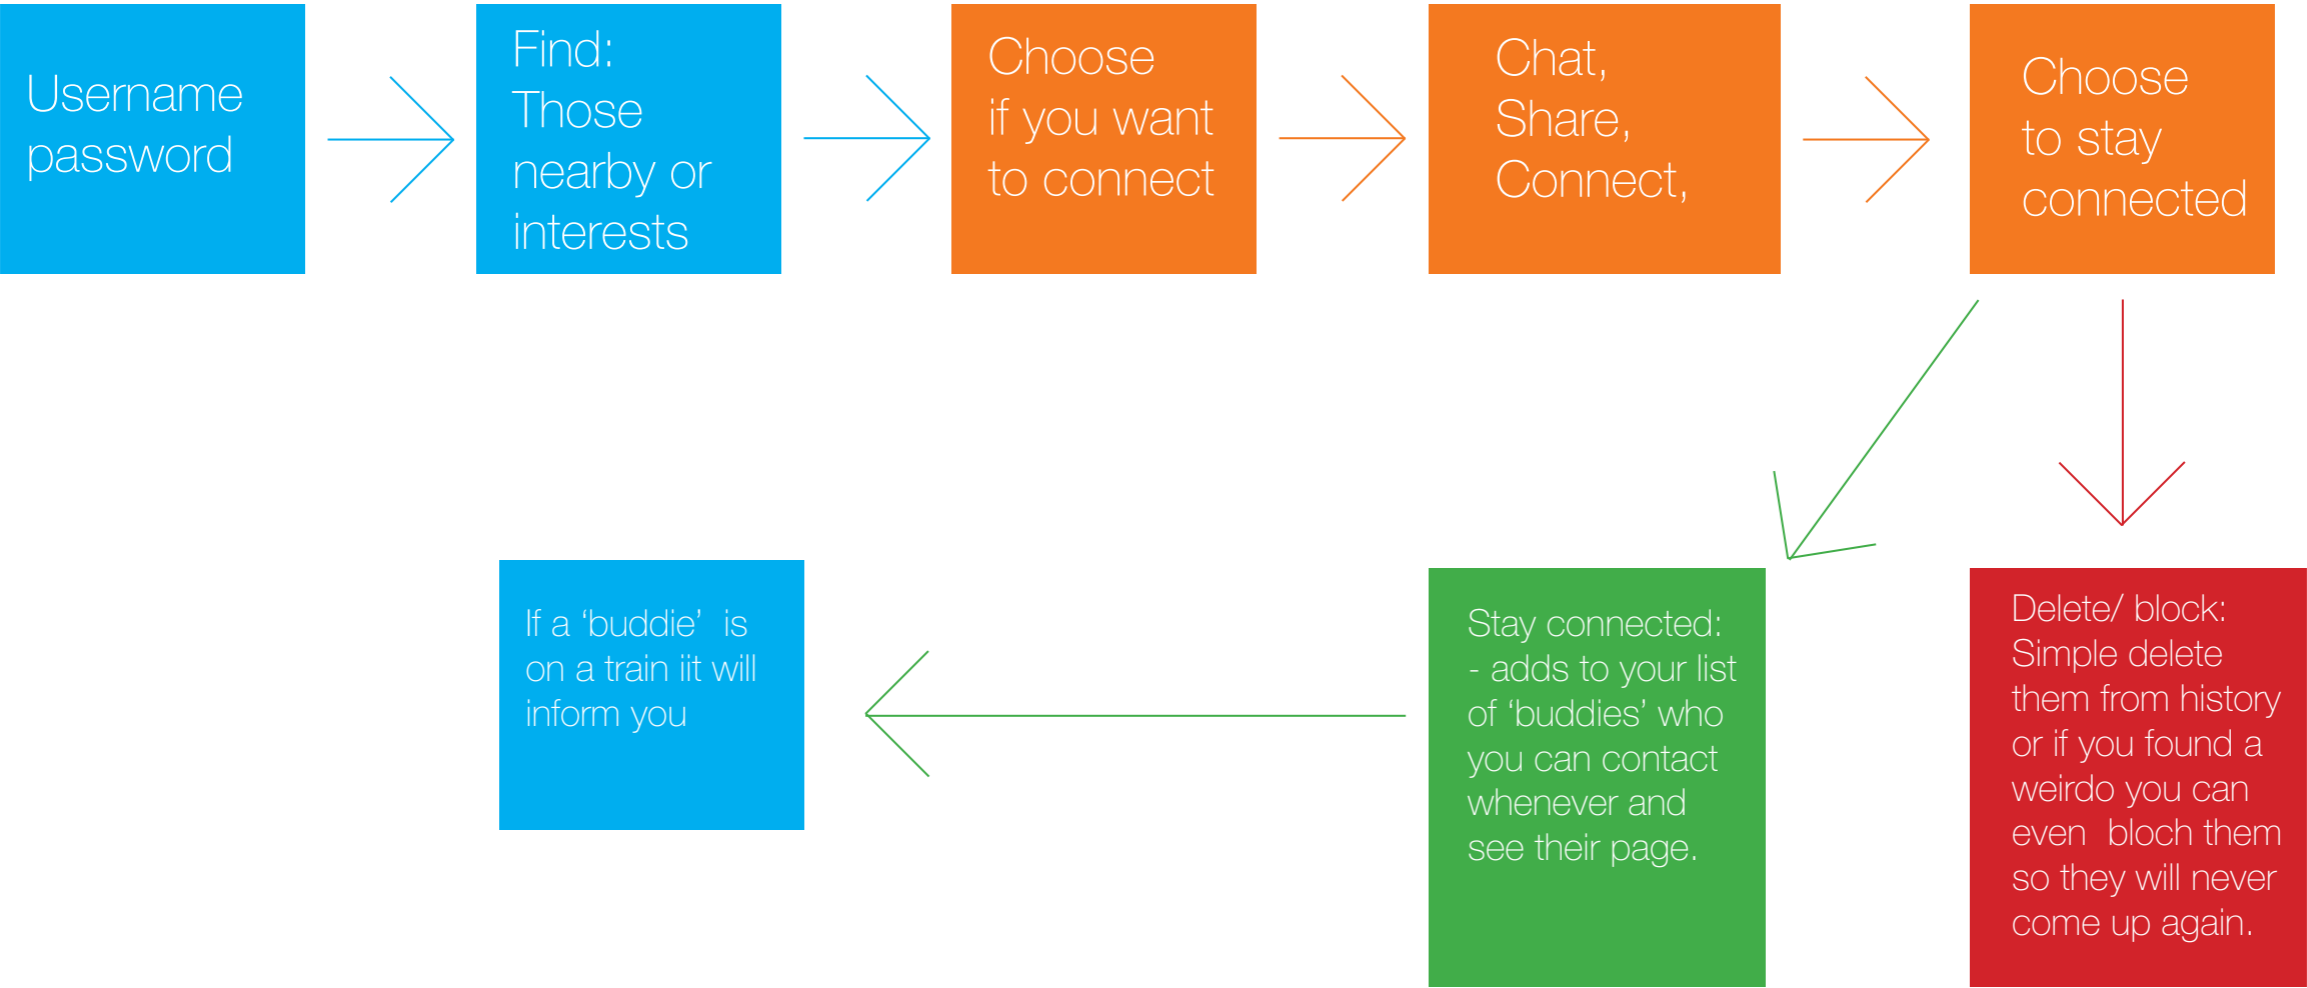 Username
password
Find:
Those
nearby or
interests
Choose
if you want
to connect
Chat,
Share,
Connect,
Choose
to stay
connected
If a ‘buddie’  is
on a train iit will
inform you
Stay connected:
- adds to your list
of ‘buddies’ who
you can contact
whenever and
see their page.
Delete/ block:
Simple delete
them from history
or if you found a
weirdo you can
even  bloch them
so they will never
come up again.